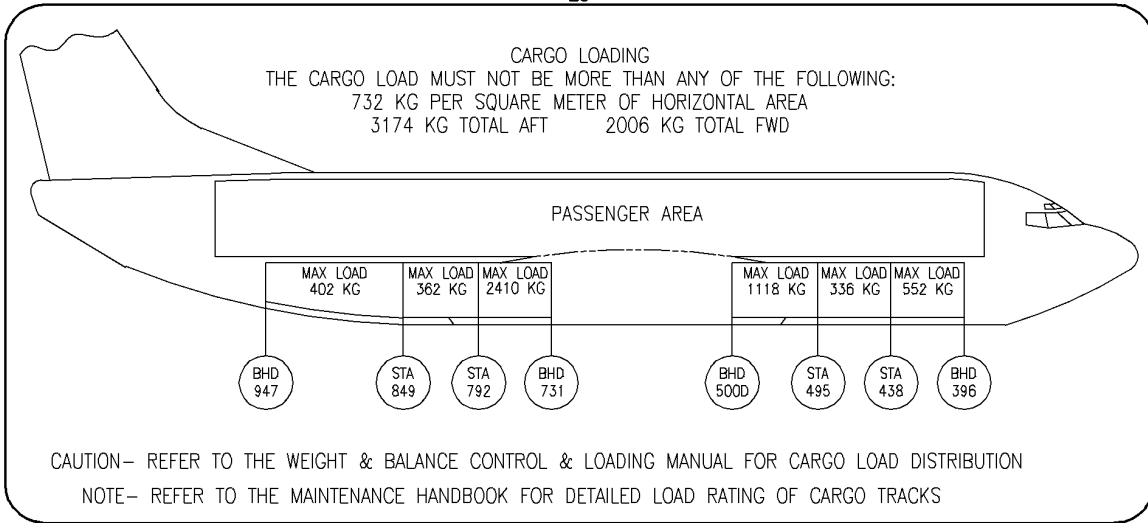 CARGO LOADING
THE CARGO LOAD MUST NOT BE MORE THAN ANY OF THE FOLLOWING:
732 KG PER SQUARE METER OF HORIZONTAL AREA
3174 KG TOTAL AFT 2006 KG TOTAL FWD
PASSENGER AREA
MAX LOAD
402 KG
MAX LOAD
362 KG
MAX LOAD
2410 KG
MAX LOAD
1118 KG
MAX LOAD
336 KG
MAX LOAD
552 KG
BHD
947
STA
849
STA
792
BHD
731
BHD
500D
STA
495
STA
438
BHD
396
CAUTION– REFER TO THE WEIGHT & BALANCE CONTROL & LOADING MANUAL FOR CARGO LOAD DISTRIBUTION
NOTE– REFER TO THE MAINTENANCE HANDBOOK FOR DETAILED LOAD RATING OF CARGO TRACKS